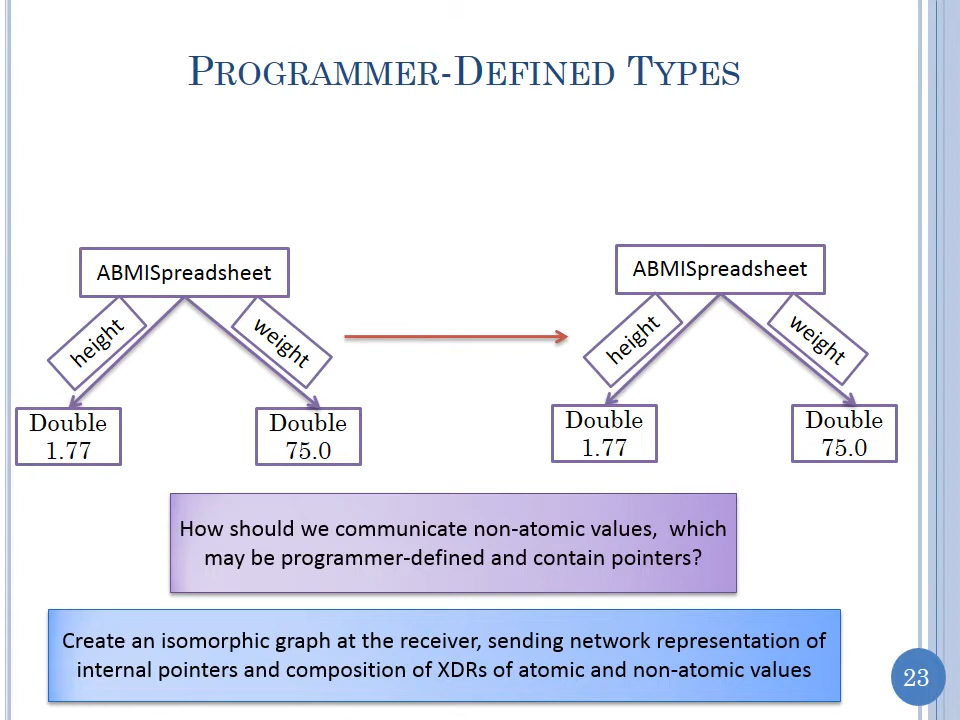 PROGRAMMER-DEFINED TYPES
ABMISpreadsheet
height
weight
Double
1.77
Double
75.0
ABMISpreadsheet
height
weight
Double
1.77
Double
75.0
How should we communicate non-atomic values, which
may be programmer-defined and contain pointers?
Create an isomorphic graph at the receiver, sending network representation of
internal pointers and composition of XDRs of atomic and non-atomic values
23